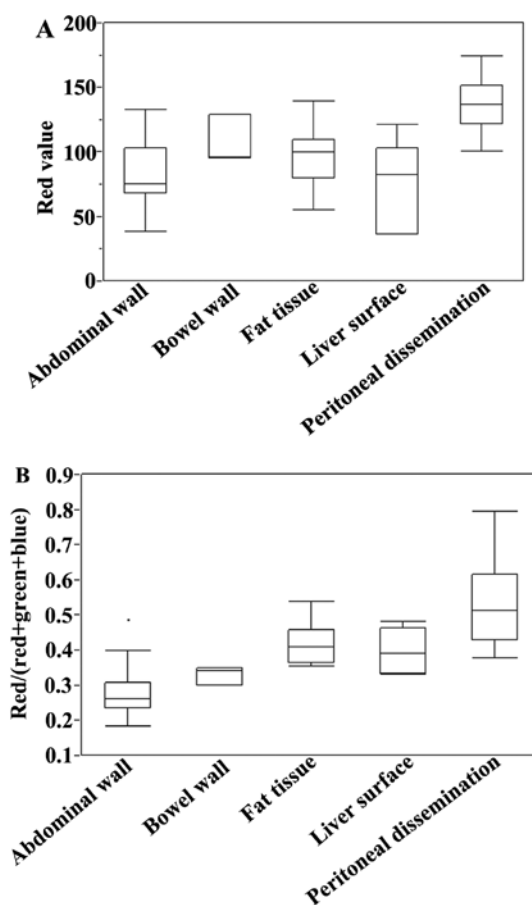 A
Red value
200
150
100
50
0
Abdominal wall
Bowel wall
Fat tissue
Liver surface
Peritoneal dissemination
B
Red/(red+green+blue)
0.9
0.8
0.7
0.6
0.5
0.4
0.3
0.2
0.1
Abdominal wall
Bowel wall
Fat tissue
Liver surface
Peritoneal dissemination